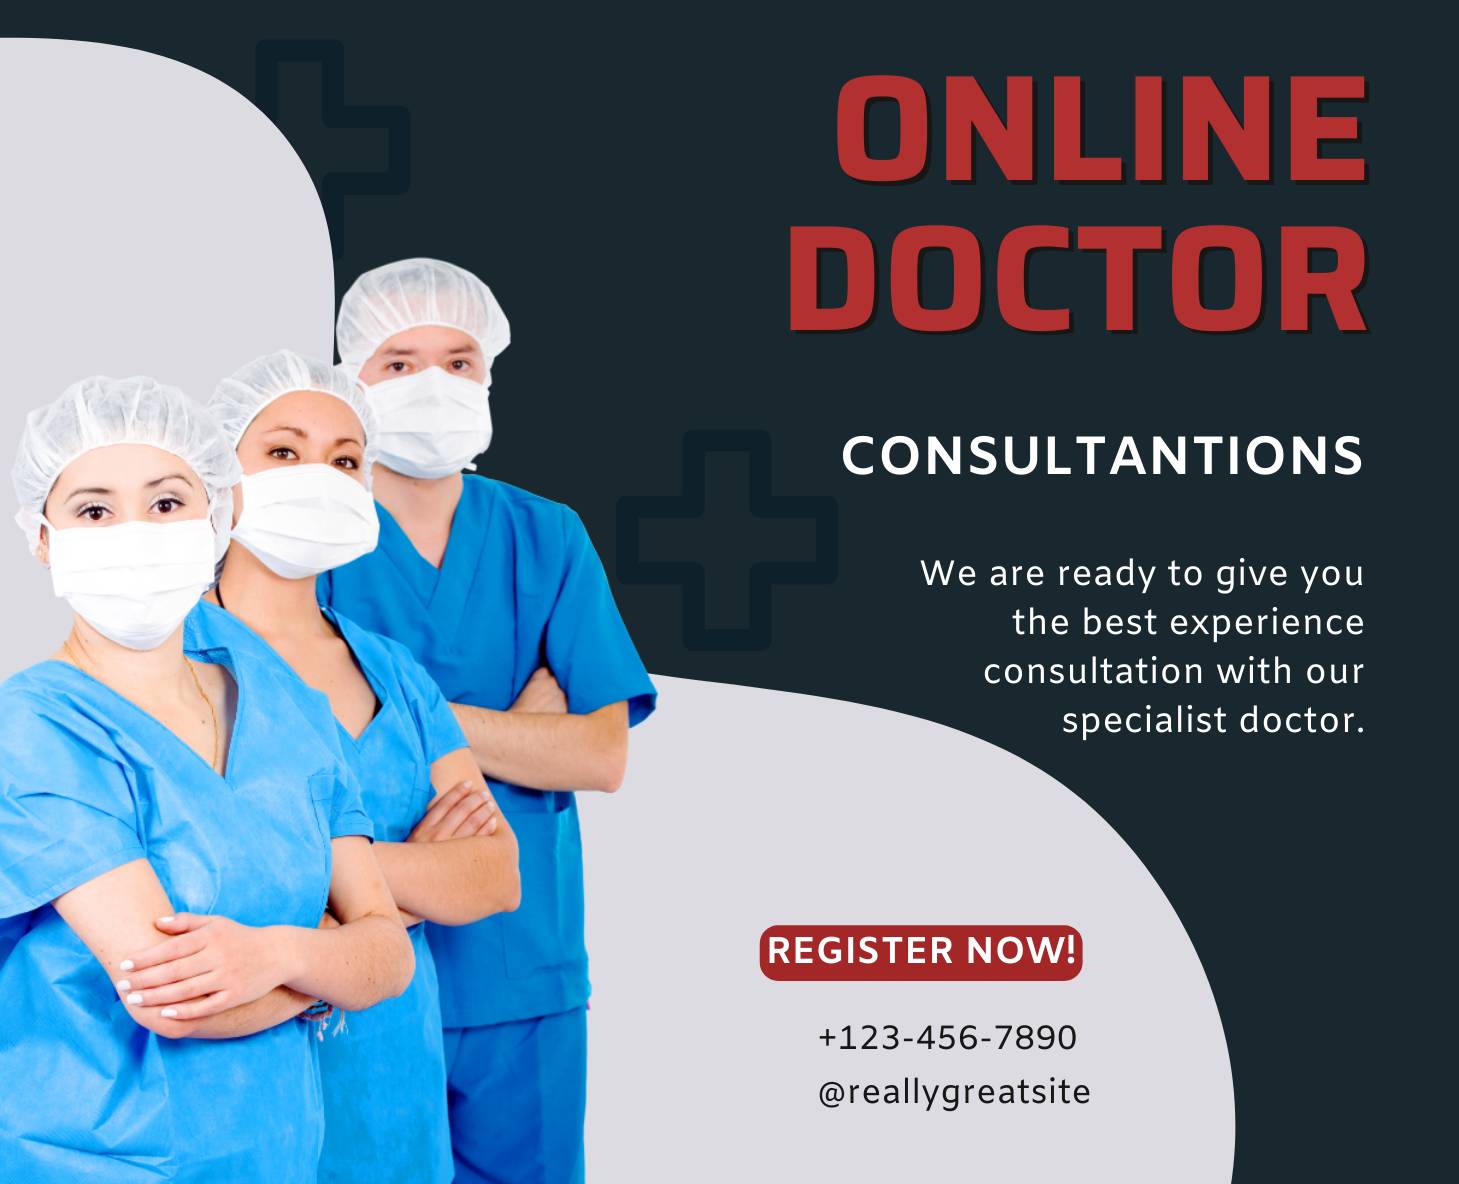 ONLINE
DOCTOR
CONSULTANTIONS
We are ready to give you
the best experience
consultation with our
specialist doctor.
REGISTER NOW!
+123-456-7890
@reallygreatsite